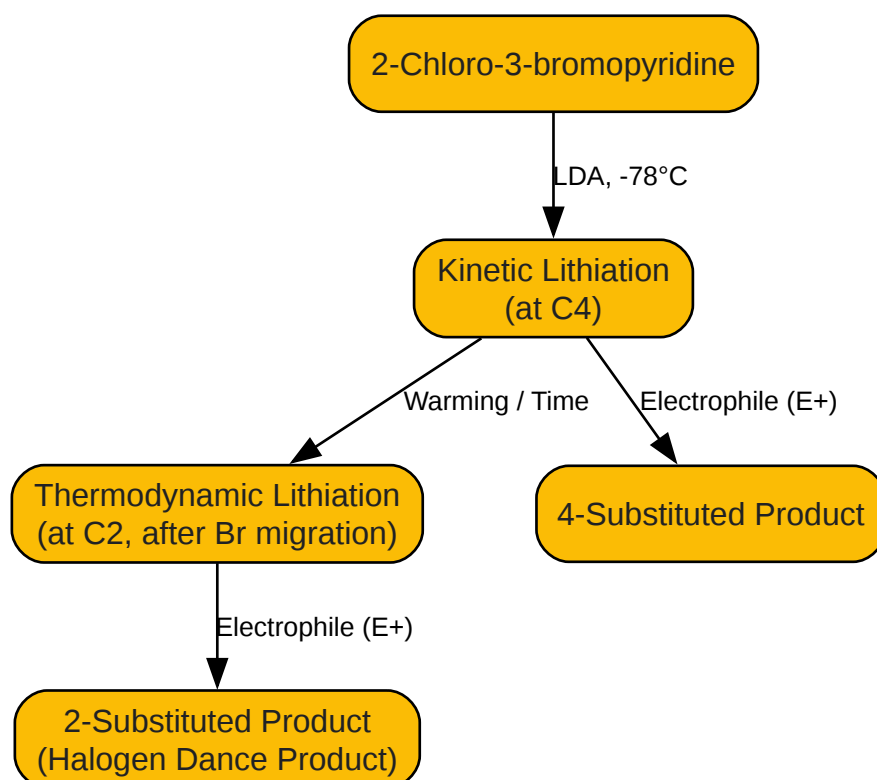 2-Chloro-3-bromopyridine
LDA, -78°C
Kinetic Lithiation
(at C4)
Warming / Time
Electrophile (E+)
Thermodynamic Lithiation
(at C2, after Br migration)
4-Substituted Product
Electrophile (E+)
2-Substituted Product
(Halogen Dance Product)